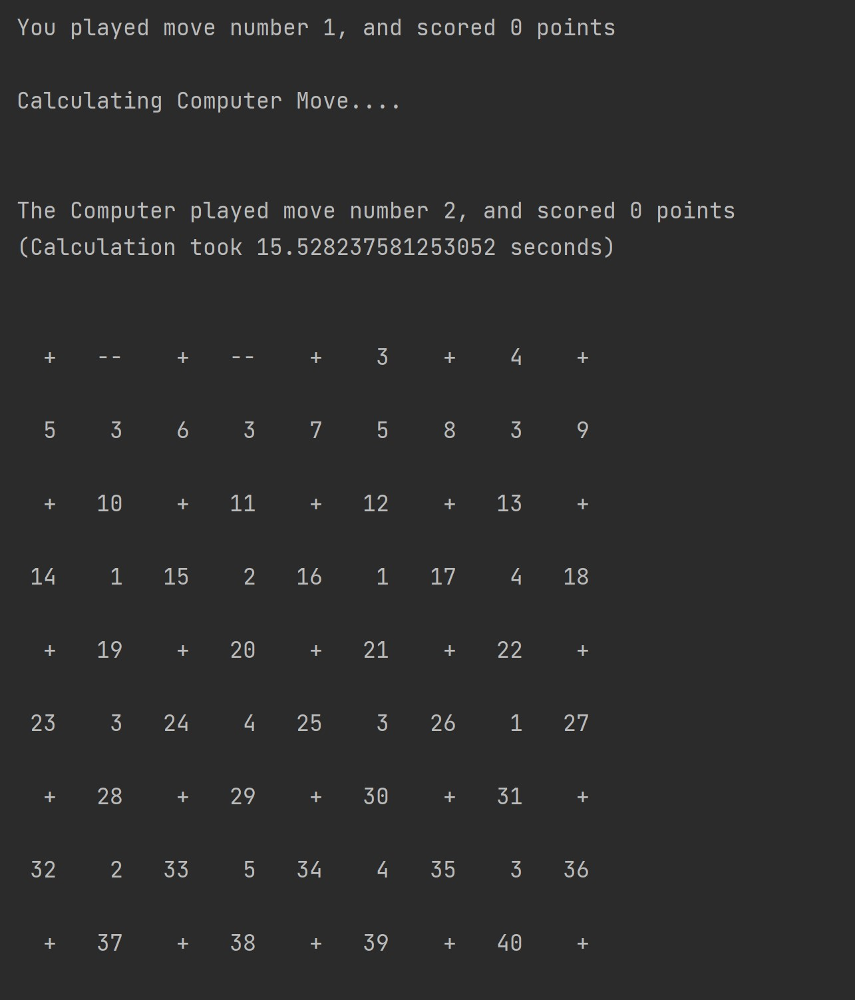 You played move number 1, and scored 0 points
Calculating Computer Move....
The Computer played move number 2, and scored 0 points
(Calculation took 15.528237581253052 seconds)
+ -- + -- + 3 + 4 +
5 3 6 3 7 5 8 3 9
+ 10 + 11 + 12 + 13 +
14 1 15 2 16 1 17 4 18
+ 19 + 20 + 21 + 22 +
23 3 24 4 25 3 26 1 27
+ 28 + 29 + 30 + 31 +
32 2 33 5 34 4 35 3 36
+ 37 + 38 + 39 + 40 +